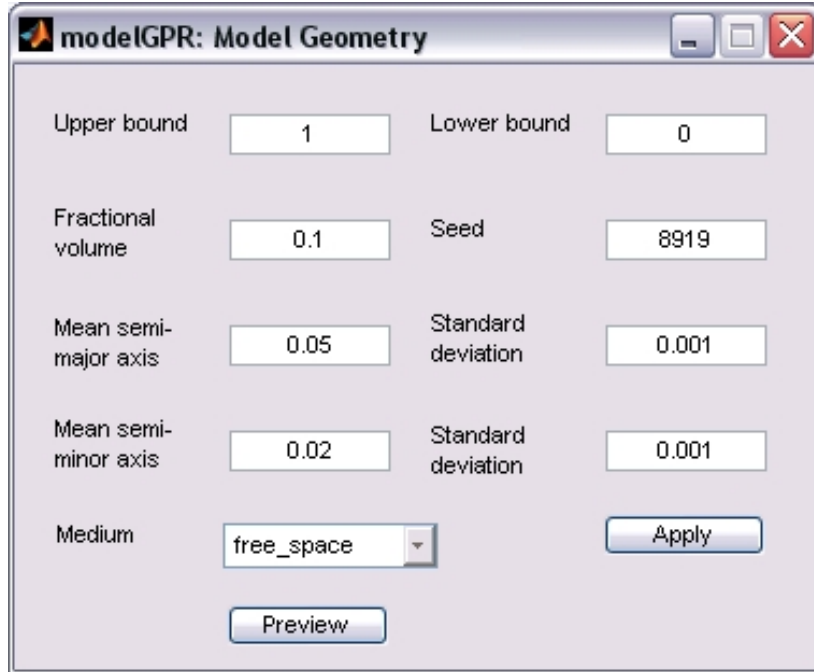 modelGPR: Model Geometry
Upper bound
1
Lower bound
0
Fractional
volume
0.1
Seed
8919
Mean semi-
major axis
0.05
Standard
deviation
0.001
Mean semi-
minor axis
0.02
Standard
deviation
0.001
Medium
free_space
Apply
Preview